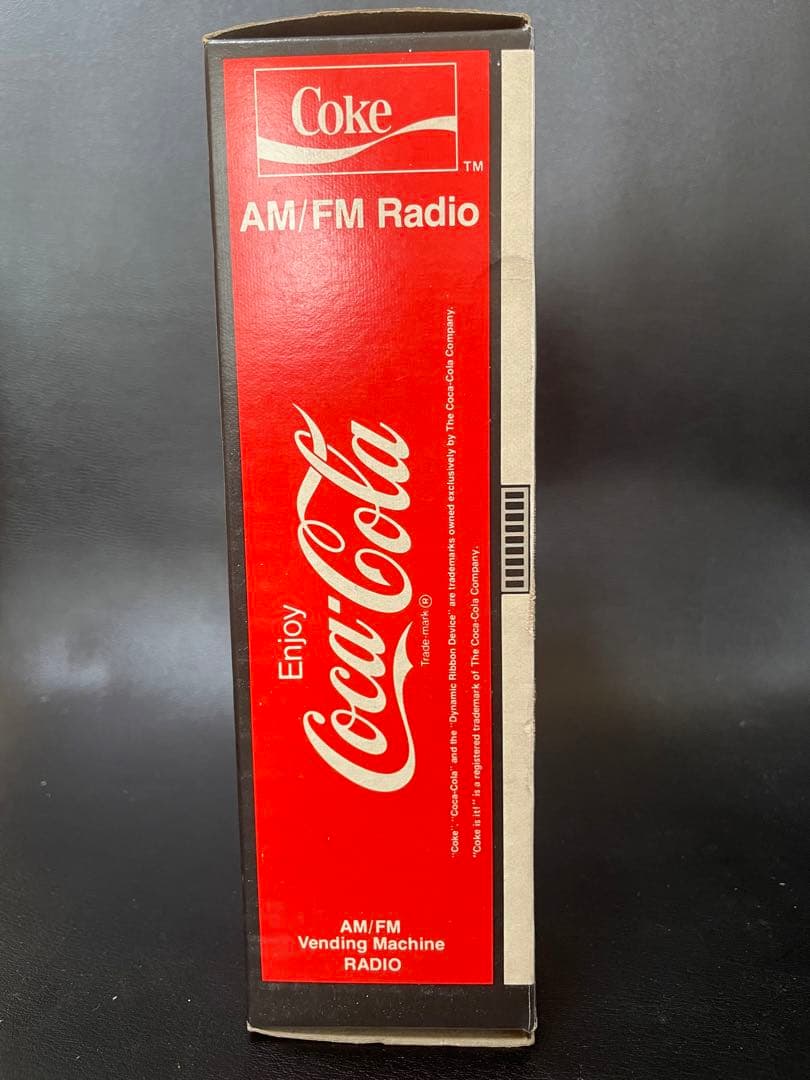 Coke
TM
AM/FM Radio
Enjoy
Coca-Cola
Trade-mark ®
"Coke", "Coca-Cola" and the "Dynamic Ribbon Device" are trademarks owned exclusively by The Coca-Cola Company.
"Coke is it!" is a registered trademark of The Coca-Cola Company.
AM/FM
Vending Machine
RADIO